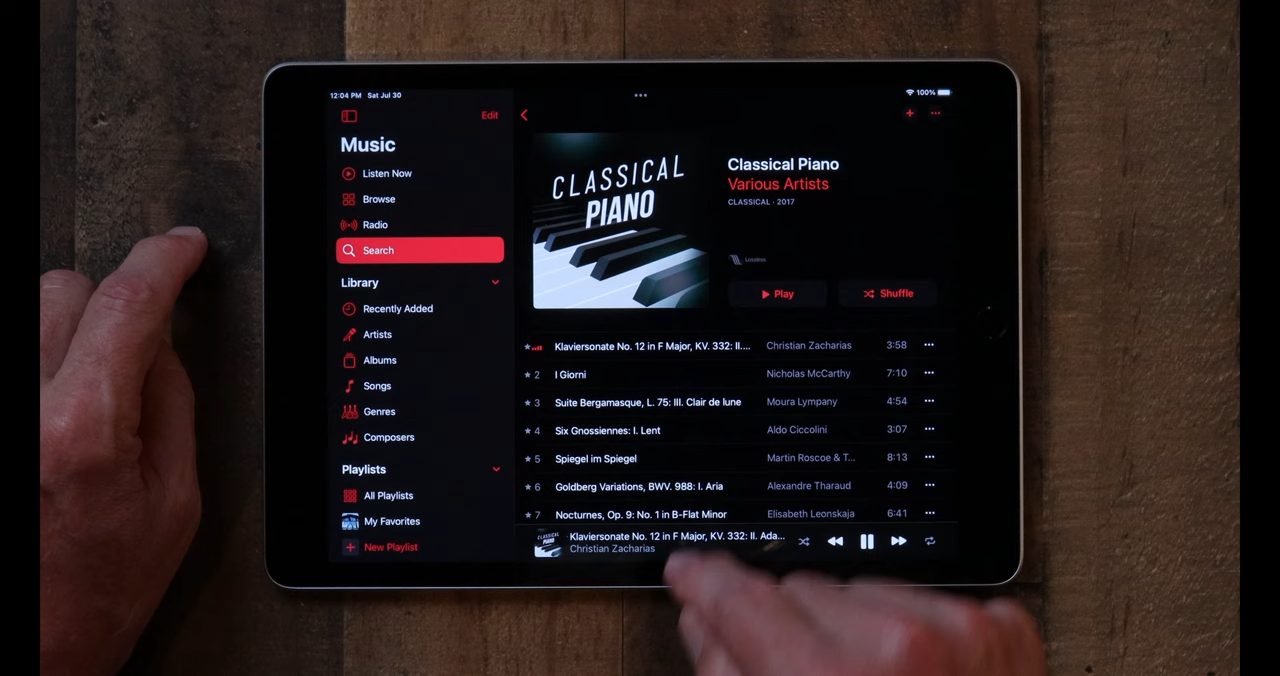 12:04 PM Sat Jul 30
100%
Edit
Music
Listen Now
Browse
Radio
Search
Library
Recently Added
Artists
Albums
Songs
Genres
Composers
Playlists
All Playlists
My Favorites
New Playlist
CLASSICAL
PIANO
Classical Piano
Various Artists
CLASSICAL · 2017
Lossless
Play
Shuffle
Klaviersonate No. 12 in F Major, KV. 332: II.... Christian Zacharias 3:58
2 I Giorni Nicholas McCarthy 7:10
3 Suite Bergamasque, L. 75: III. Clair de lune Moura Lympany 4:54
4 Six Gnossiennes: I. Lent Aldo Ciccolini 3:07
5 Spiegel im Spiegel Martin Roscoe & T... 8:13
6 Goldberg Variations, BWV. 988: I. Aria Alexandre Tharaud 4:09
7 Nocturnes, Op. 9: No. 1 in B-Flat Minor Elisabeth Leonskaja 6:41
CLASSICAL
PIANO
Klaviersonate No. 12 in F Major, KV. 332: II. Ada...
Christian Zacharias